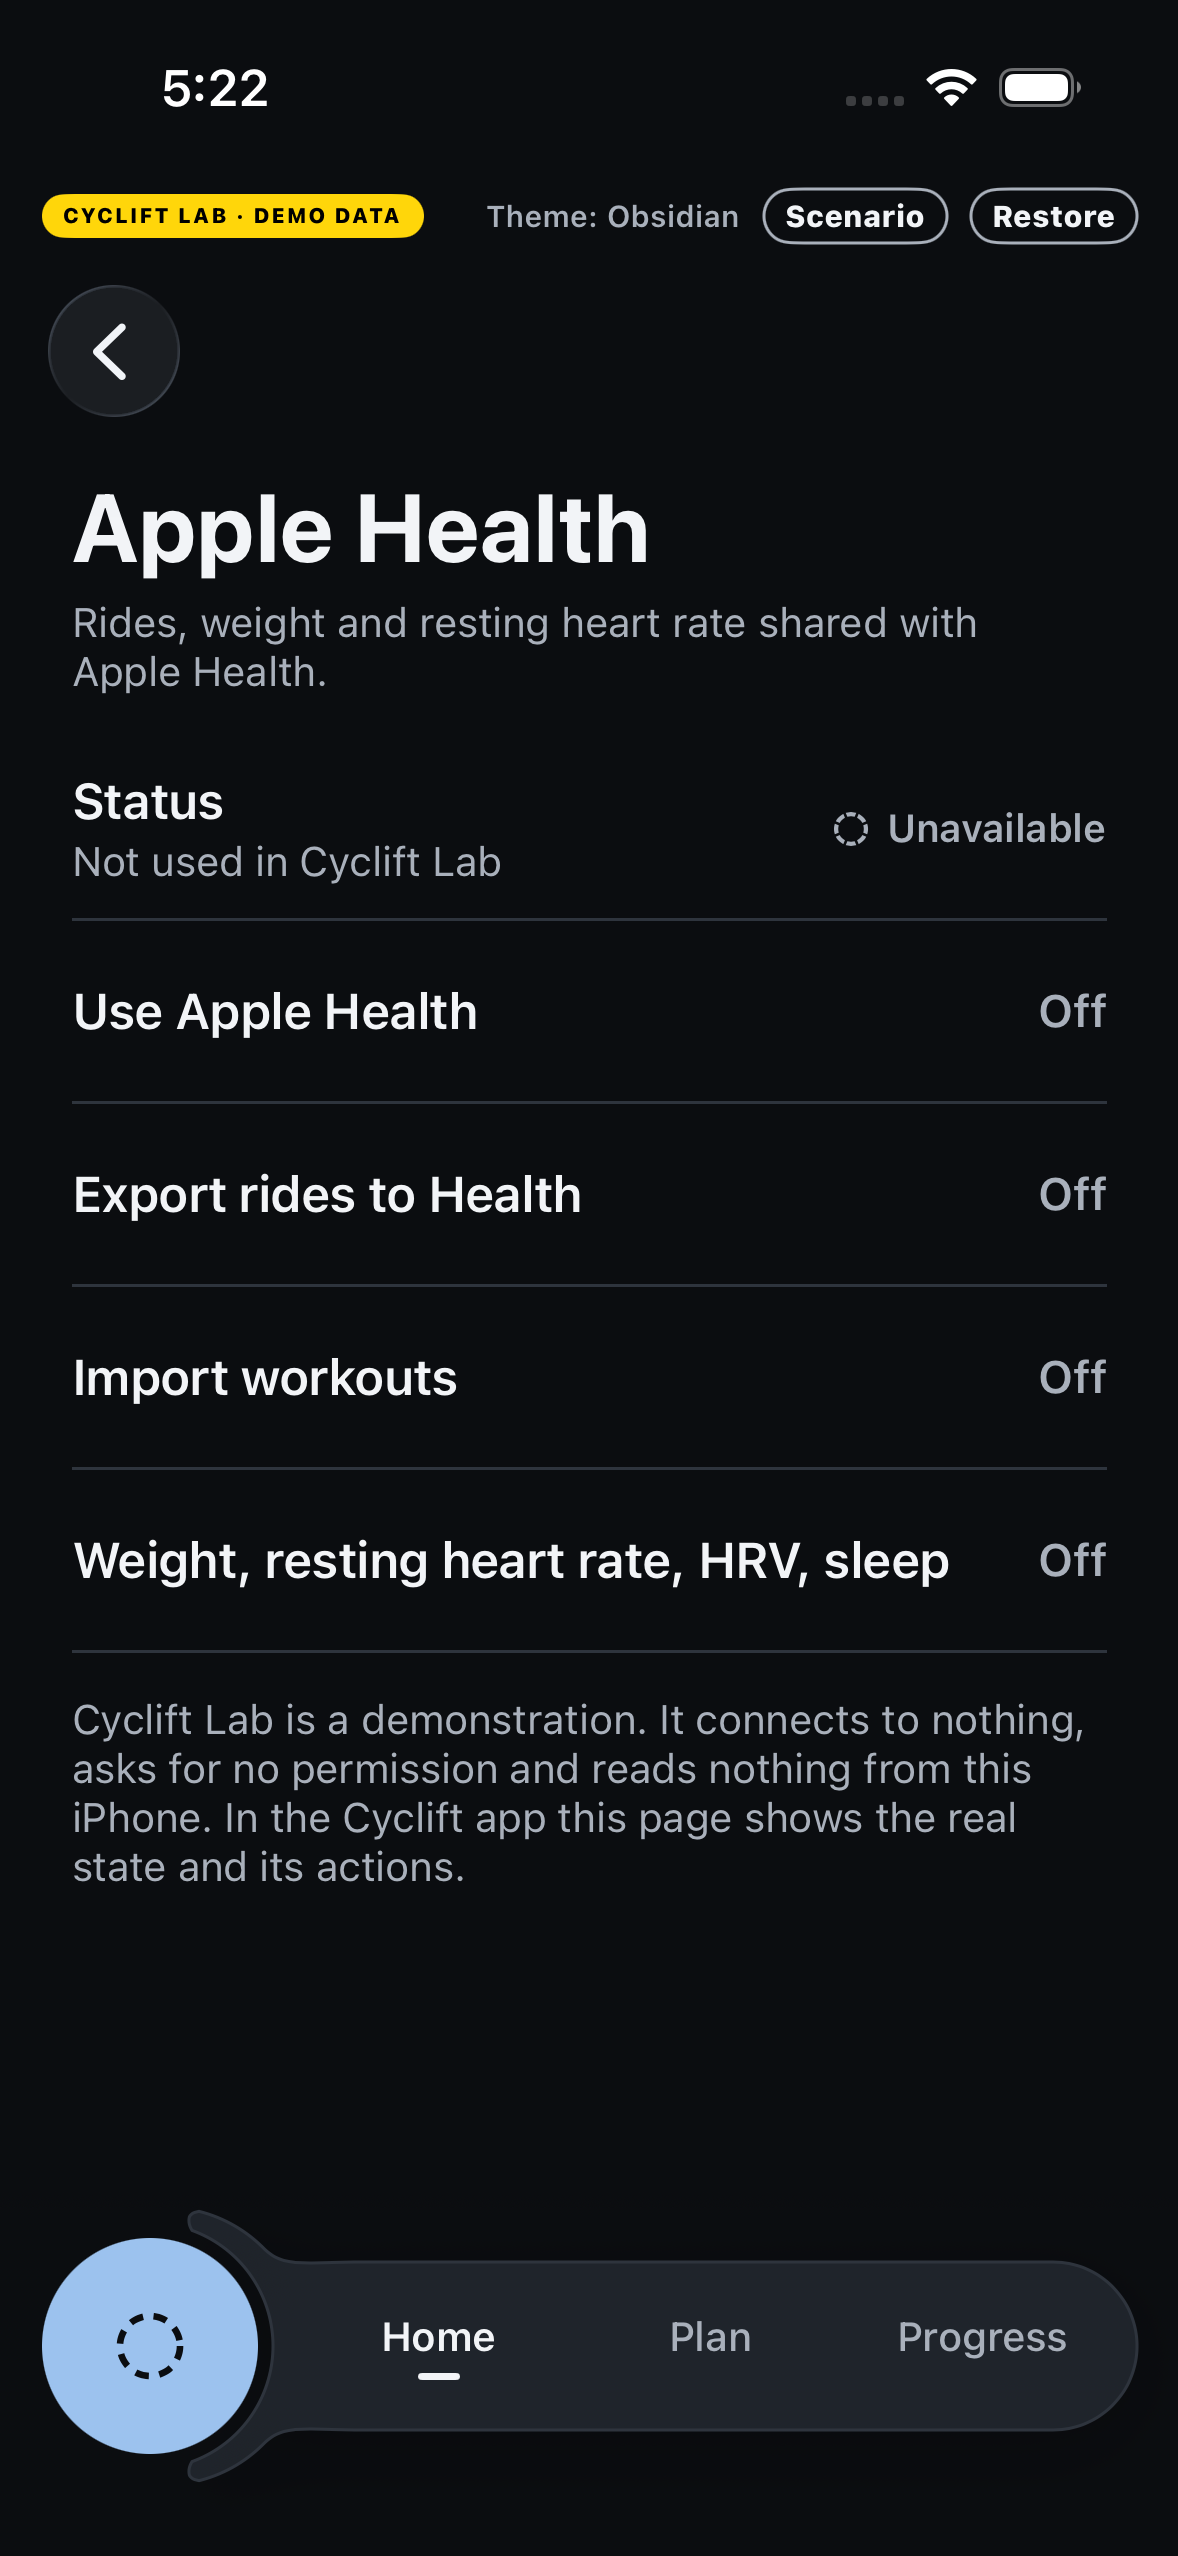 5:22
CYCLIFT LAB · DEMO DATA
Theme: Obsidian
Scenario
Restore
Apple Health
Rides, weight and resting heart rate shared with
Apple Health.
Status
Not used in Cyclift Lab
Unavailable
Use Apple Health
Off
Export rides to Health
Off
Import workouts
Off
Weight, resting heart rate, HRV, sleep
Off
Cyclift Lab is a demonstration. It connects to nothing,
asks for no permission and reads nothing from this
iPhone. In the Cyclift app this page shows the real
state and its actions.
Home
Plan
Progress